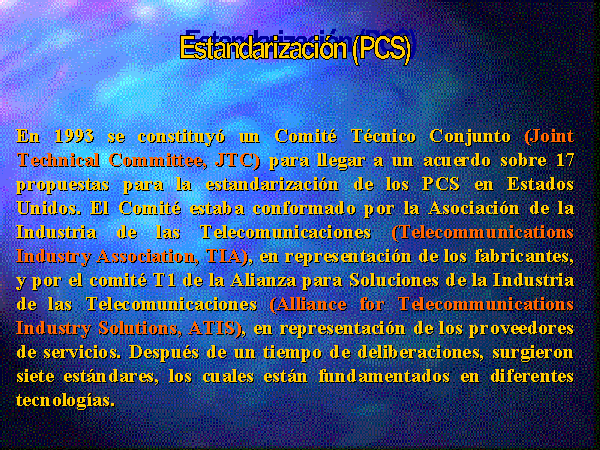 Estandarización (PCS)
En 1993 se constituyó un Comité Técnico Conjunto (Joint
Technical Committee, JTC) para llegar a un acuerdo sobre 17
propuestas para la estandarización de los PCS en Estados
Unidos. El Comité estaba conformado por la Asociación de la
Industria de las Telecomunicaciones (Telecommunications
Industry Association, TIA), en representación de los fabricantes,
y por el comité T1 de la Alianza para Soluciones de la Industria
de las Telecomunicaciones (Alliance for Telecommunications
Industry Solutions, ATIS), en representación de los proveedores
de servicios. Después de un tiempo de deliberaciones, surgieron
siete estándares, los cuales están fundamentados en diferentes
tecnologías.